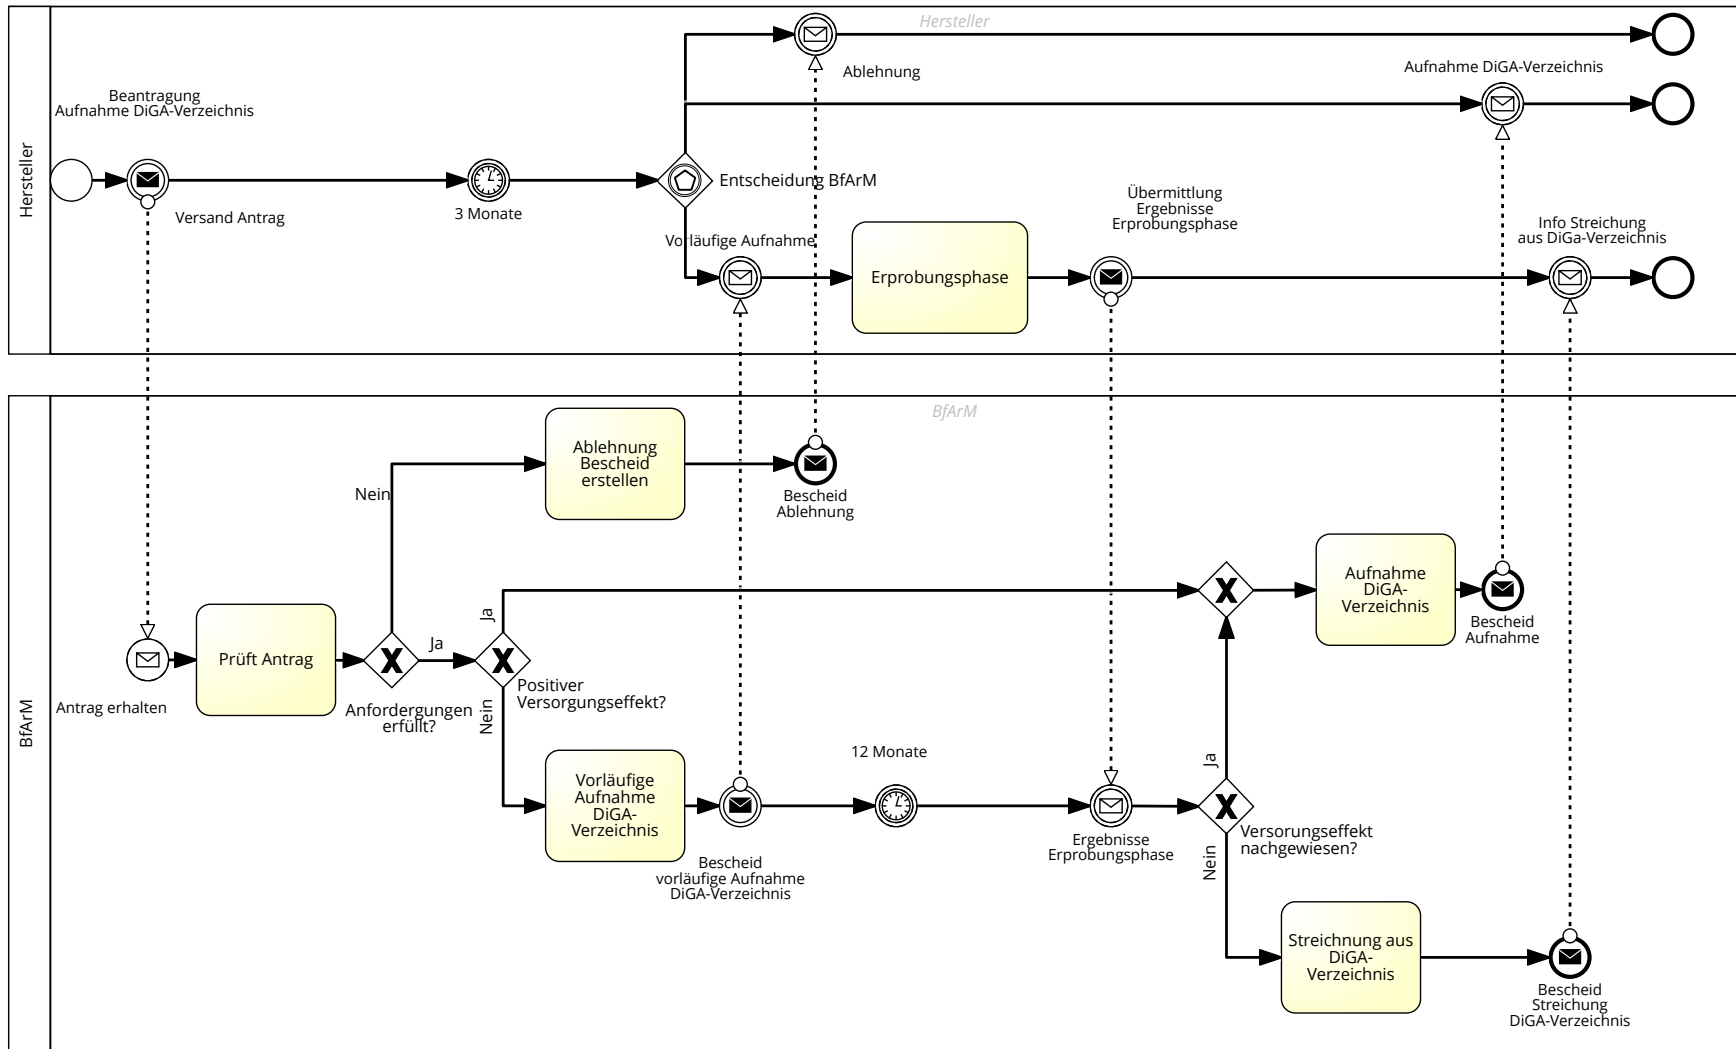 Hersteller
Hersteller
Ablehnung
Aufnahme DiGA-Verzeichnis
Beantragung
Aufnahme DiGA-Verzeichnis
Versand Antrag
3 Monate
Entscheidung BfArM
Vorläufige Aufnahme
Erprobungsphase
Übermittlung
Ergebnisse
Erprobungsphase
Info Streichung
aus DiGa-Verzeichnis
BfArM
BfArM
Ablehnung
Bescheid
erstellen
Bescheid
Ablehnung
Nein
Antrag erhalten
Prüft Antrag
Anfordergungen
erfüllt?
Ja
Ja
Positiver
Versorgungseffekt?
Nein
Aufnahme
DiGA-
Verzeichnis
Bescheid
Aufnahme
Vorläufige
Aufnahme
DiGA-
Verzeichnis
Bescheid
vorläufige Aufnahme
DiGA-Verzeichnis
12 Monate
Ergebnisse
Erprobungsphase
Ja
Versorungseffekt
nachgewiesen?
Nein
Streichnung aus
DiGA-
Verzeichnis
Bescheid
Streichung
DiGA-Verzeichnis